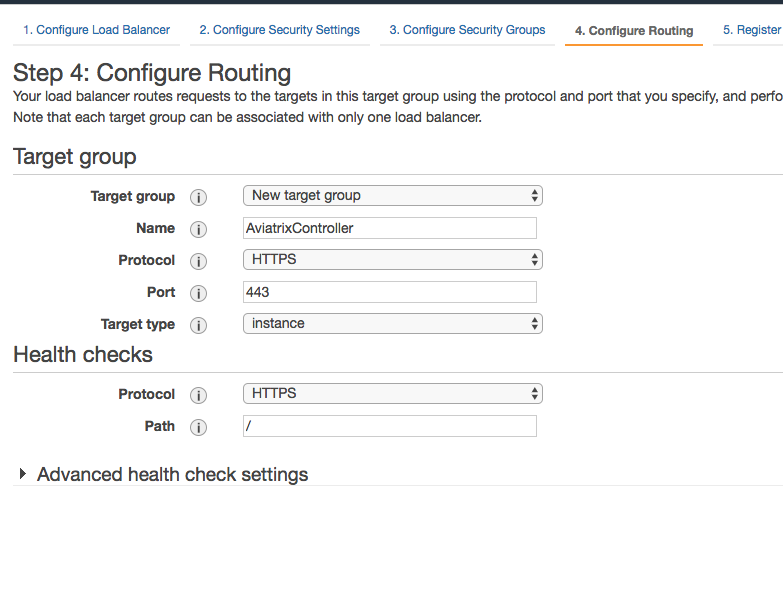 1. Configure Load Balancer 2. Configure Security Settings 3. Configure Security Groups 4. Configure Routing 5. Register
Step 4: Configure Routing
Your load balancer routes requests to the targets in this target group using the protocol and port that you specify, and perfo
Note that each target group can be associated with only one load balancer.
Target group
Target group i New target group
Name i AviatrixController
Protocol i HTTPS
Port i 443
Target type i instance
Health checks
Protocol i HTTPS
Path i /
Advanced health check settings